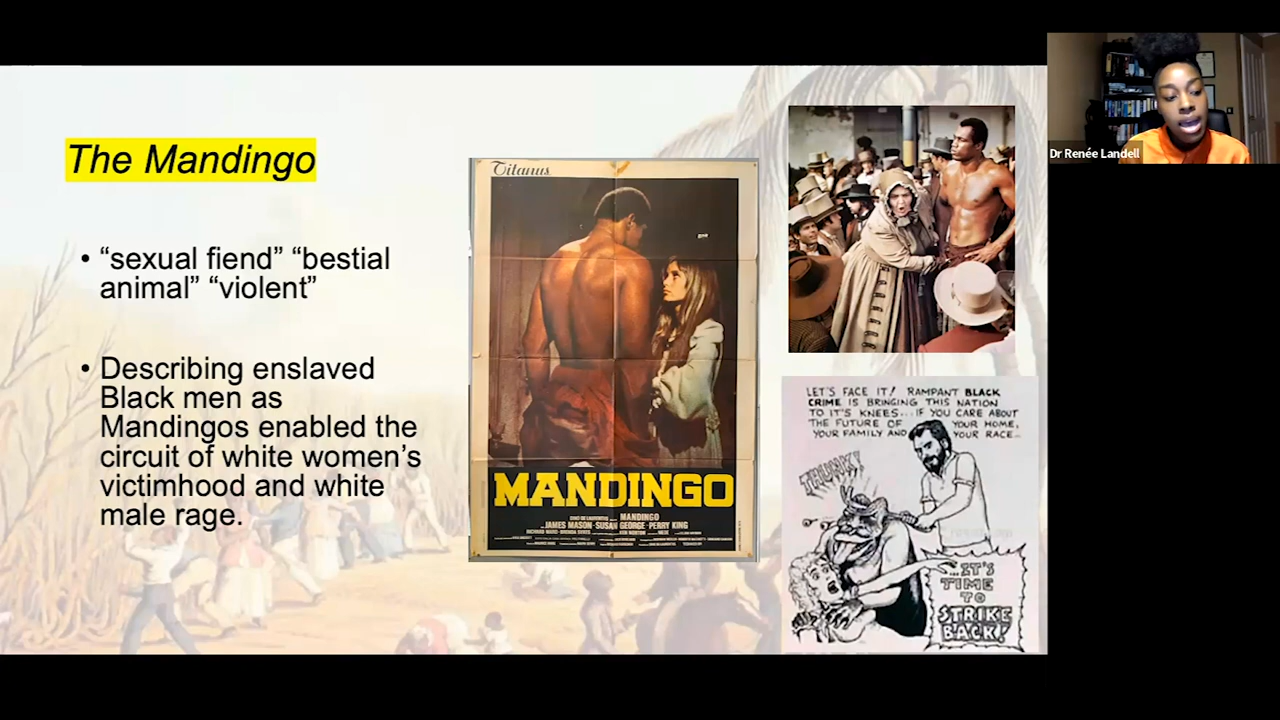 The Mandingo
• “sexual fiend” “bestial
animal” “violent”
• Describing enslaved
Black men as
Mandingos enabled the
circuit of white women’s
victimhood and white
male rage.
Titanus
MANDINGO
MANDINGO
JAMES MASON · SUSAN GEORGE · PERRY KING
LET'S FACE IT! RAMPANT BLACK
CRIME IS BRINGING THIS NATION
TO IT'S KNEES... IF YOU CARE ABOUT
THE FUTURE OF YOUR HOME,
YOUR FAMILY AND YOUR RACE...
THUNK!
...IT'S
TIME
TO
STRIKE
BACK!
Dr Renée Landell